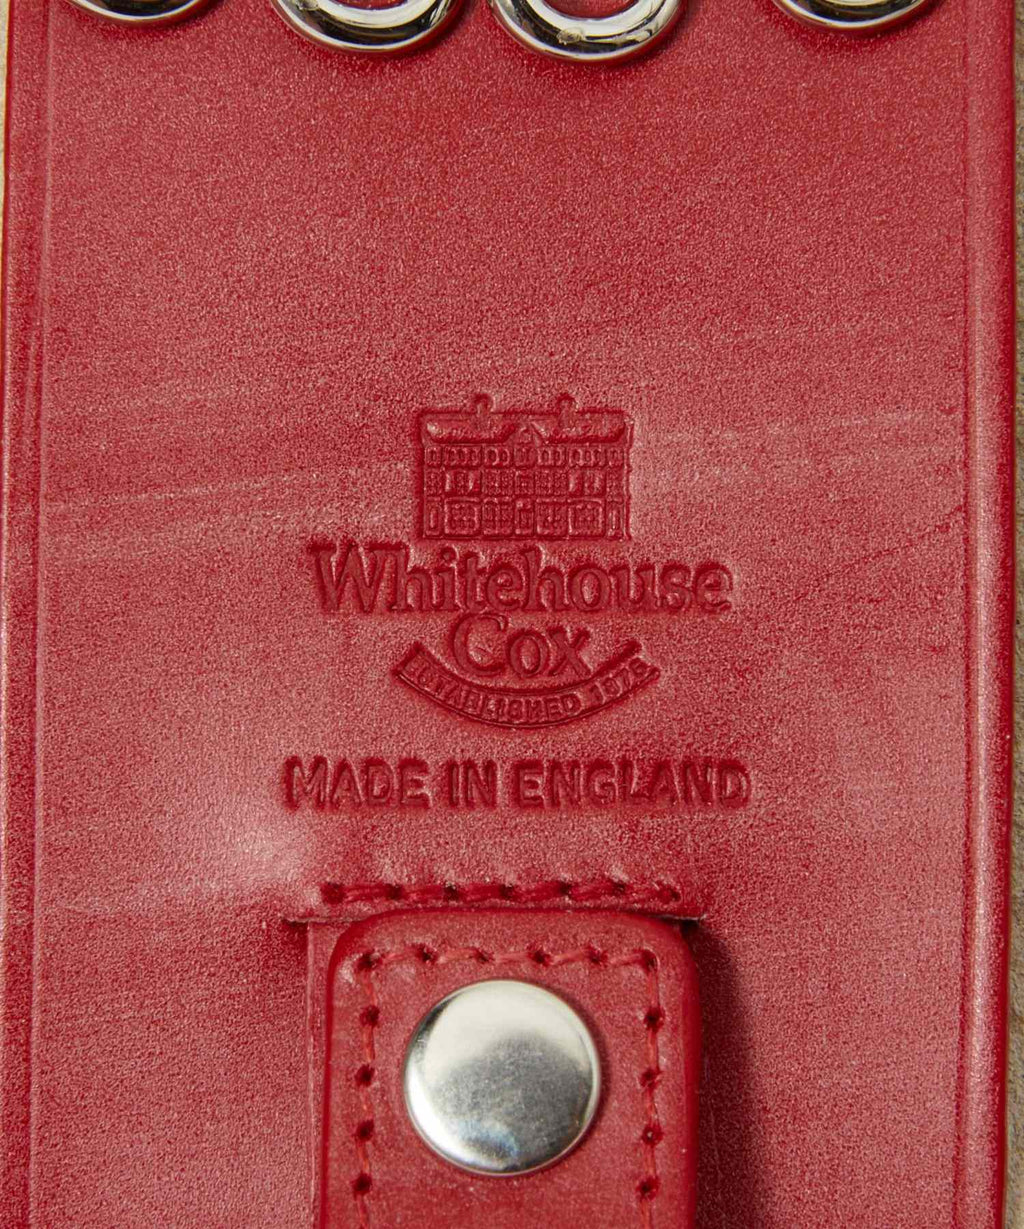 Whitehouse
Cox
ESTABLISHED 1875
MADE IN ENGLAND